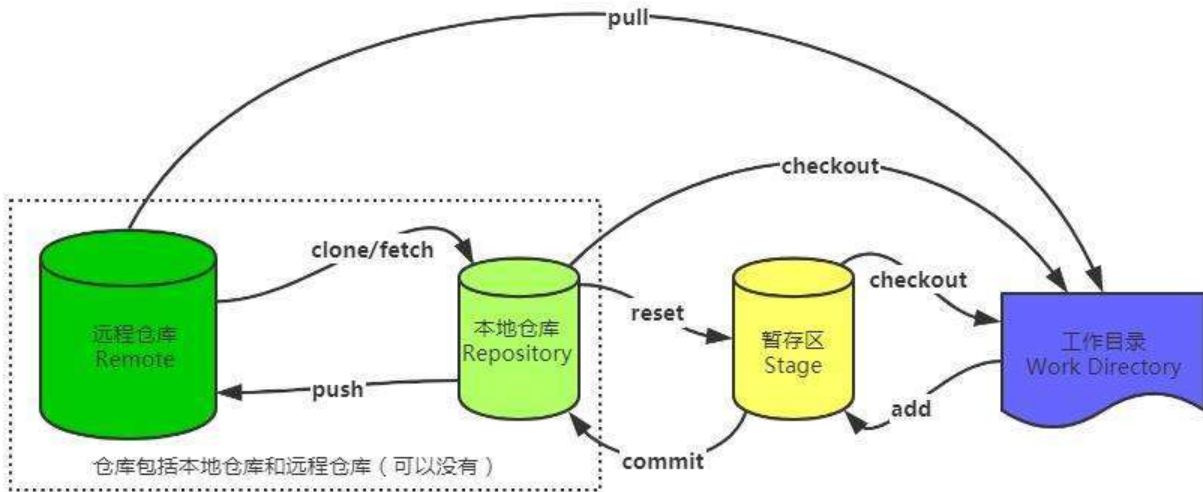 pull
checkout
clone/fetch
checkout
reset
远程仓库
Remote
本地仓库
Repository
暂存区
Stage
工作目录
Work Directory
push
add
commit
仓库包括本地仓库和远程仓库（可以没有）